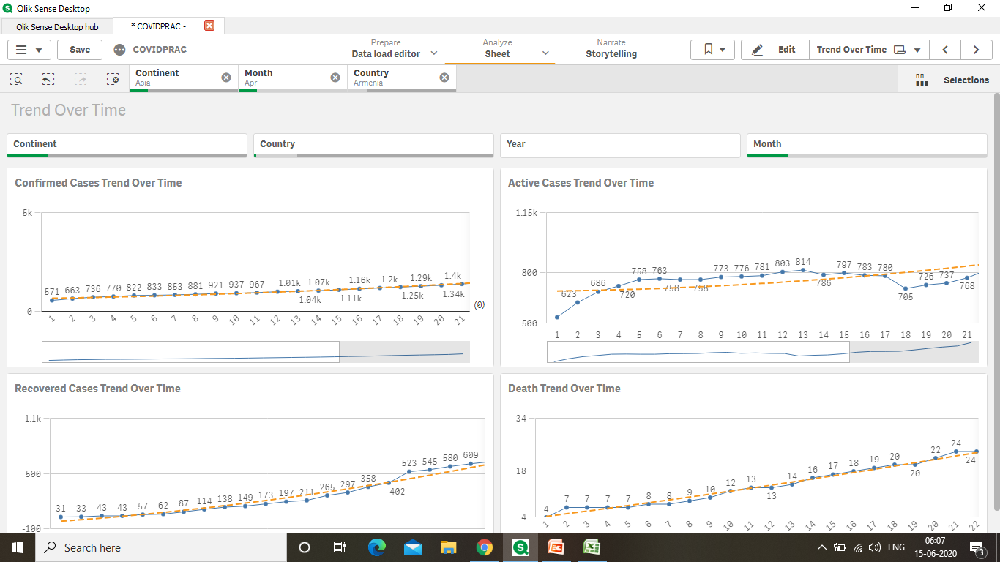 Qlik Sense Desktop
Qlik Sense Desktop hub
* COVIDPRAC - ...
Save
COVIDPRAC
Prepare
Data load editor
Analyze
Sheet
Narrate
Storytelling
Edit
Trend Over Time
Continent
Asia
Month
Apr
Country
Armenia
Selections
Trend Over Time
Continent
Country
Year
Month
Confirmed Cases Trend Over Time
5k
571 663 736 770 822 833 853 881 921 937 967 1.01k 1.04k 1.07k 1.11k 1.16k 1.2k 1.25k 1.29k 1.34k 1.4k
(0)
0
1 2 3 4 5 6 7 8 9 10 11 12 13 14 15 16 17 18 19 20 21
Active Cases Trend Over Time
1.15k
800
623 686 720 758 763 758 758 773 776 781 803 814 786 797 783 780 705 726 737 768
500
1 2 3 4 5 6 7 8 9 10 11 12 13 14 15 16 17 18 19 20 21
Recovered Cases Trend Over Time
1.1k
500
31 33 43 43 57 62 87 114 138 149 173 197 211 265 297 358 402 523 545 580 609
-100
Death Trend Over Time
34
18
4 7 7 7 7 8 8 9 10 12 13 13 14 16 17 18 19 20 20 22 24 24
4
1 2 3 4 5 6 7 8 9 10 11 12 13 14 15 16 17 18 19 20 21 22
Search here
ENG
06:07
15-06-2020
3